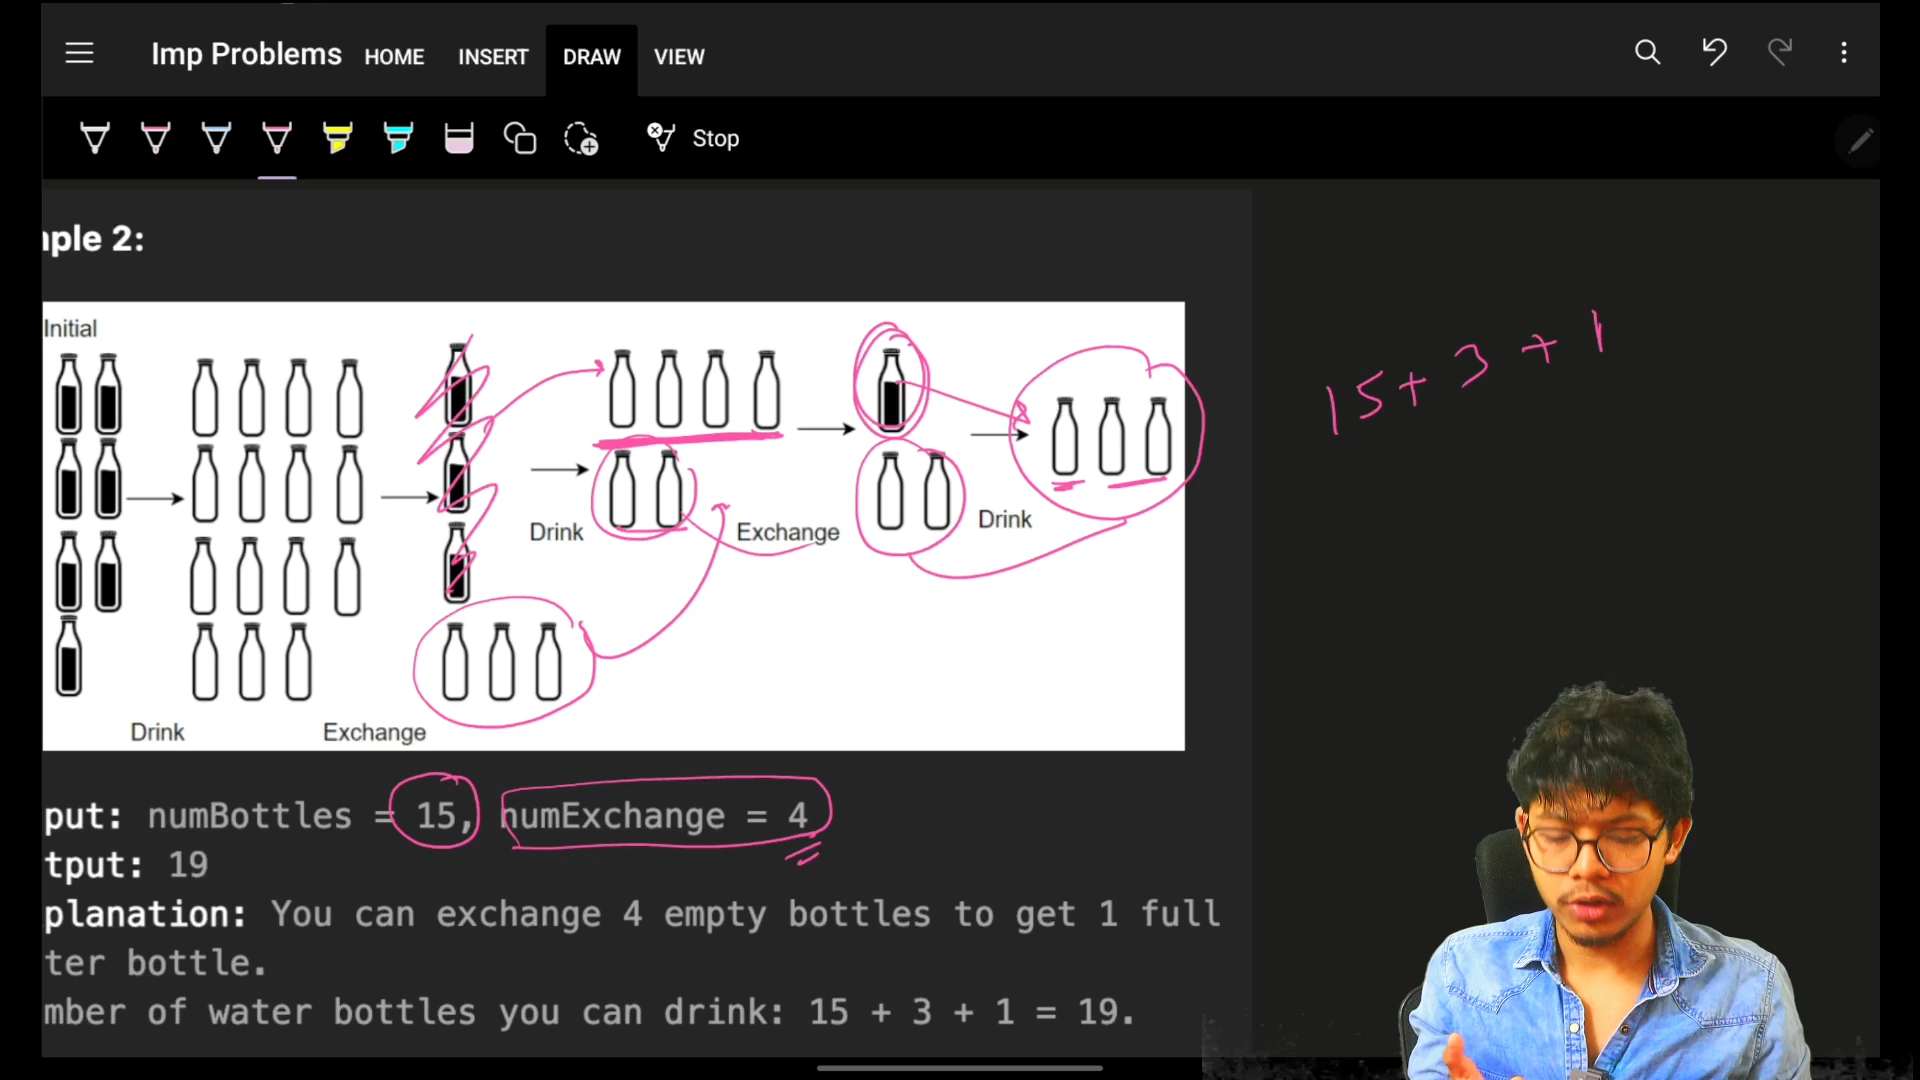 Imp Problems HOME INSERT DRAW VIEW
Stop
nple 2:
Initial
Drink Exchange Drink
Drink Exchange
15+3+1
put: numBottles = 15, numExchange = 4
tput: 19
planation: You can exchange 4 empty bottles to get 1 full
ter bottle.
mber of water bottles you can drink: 15 + 3 + 1 = 19.